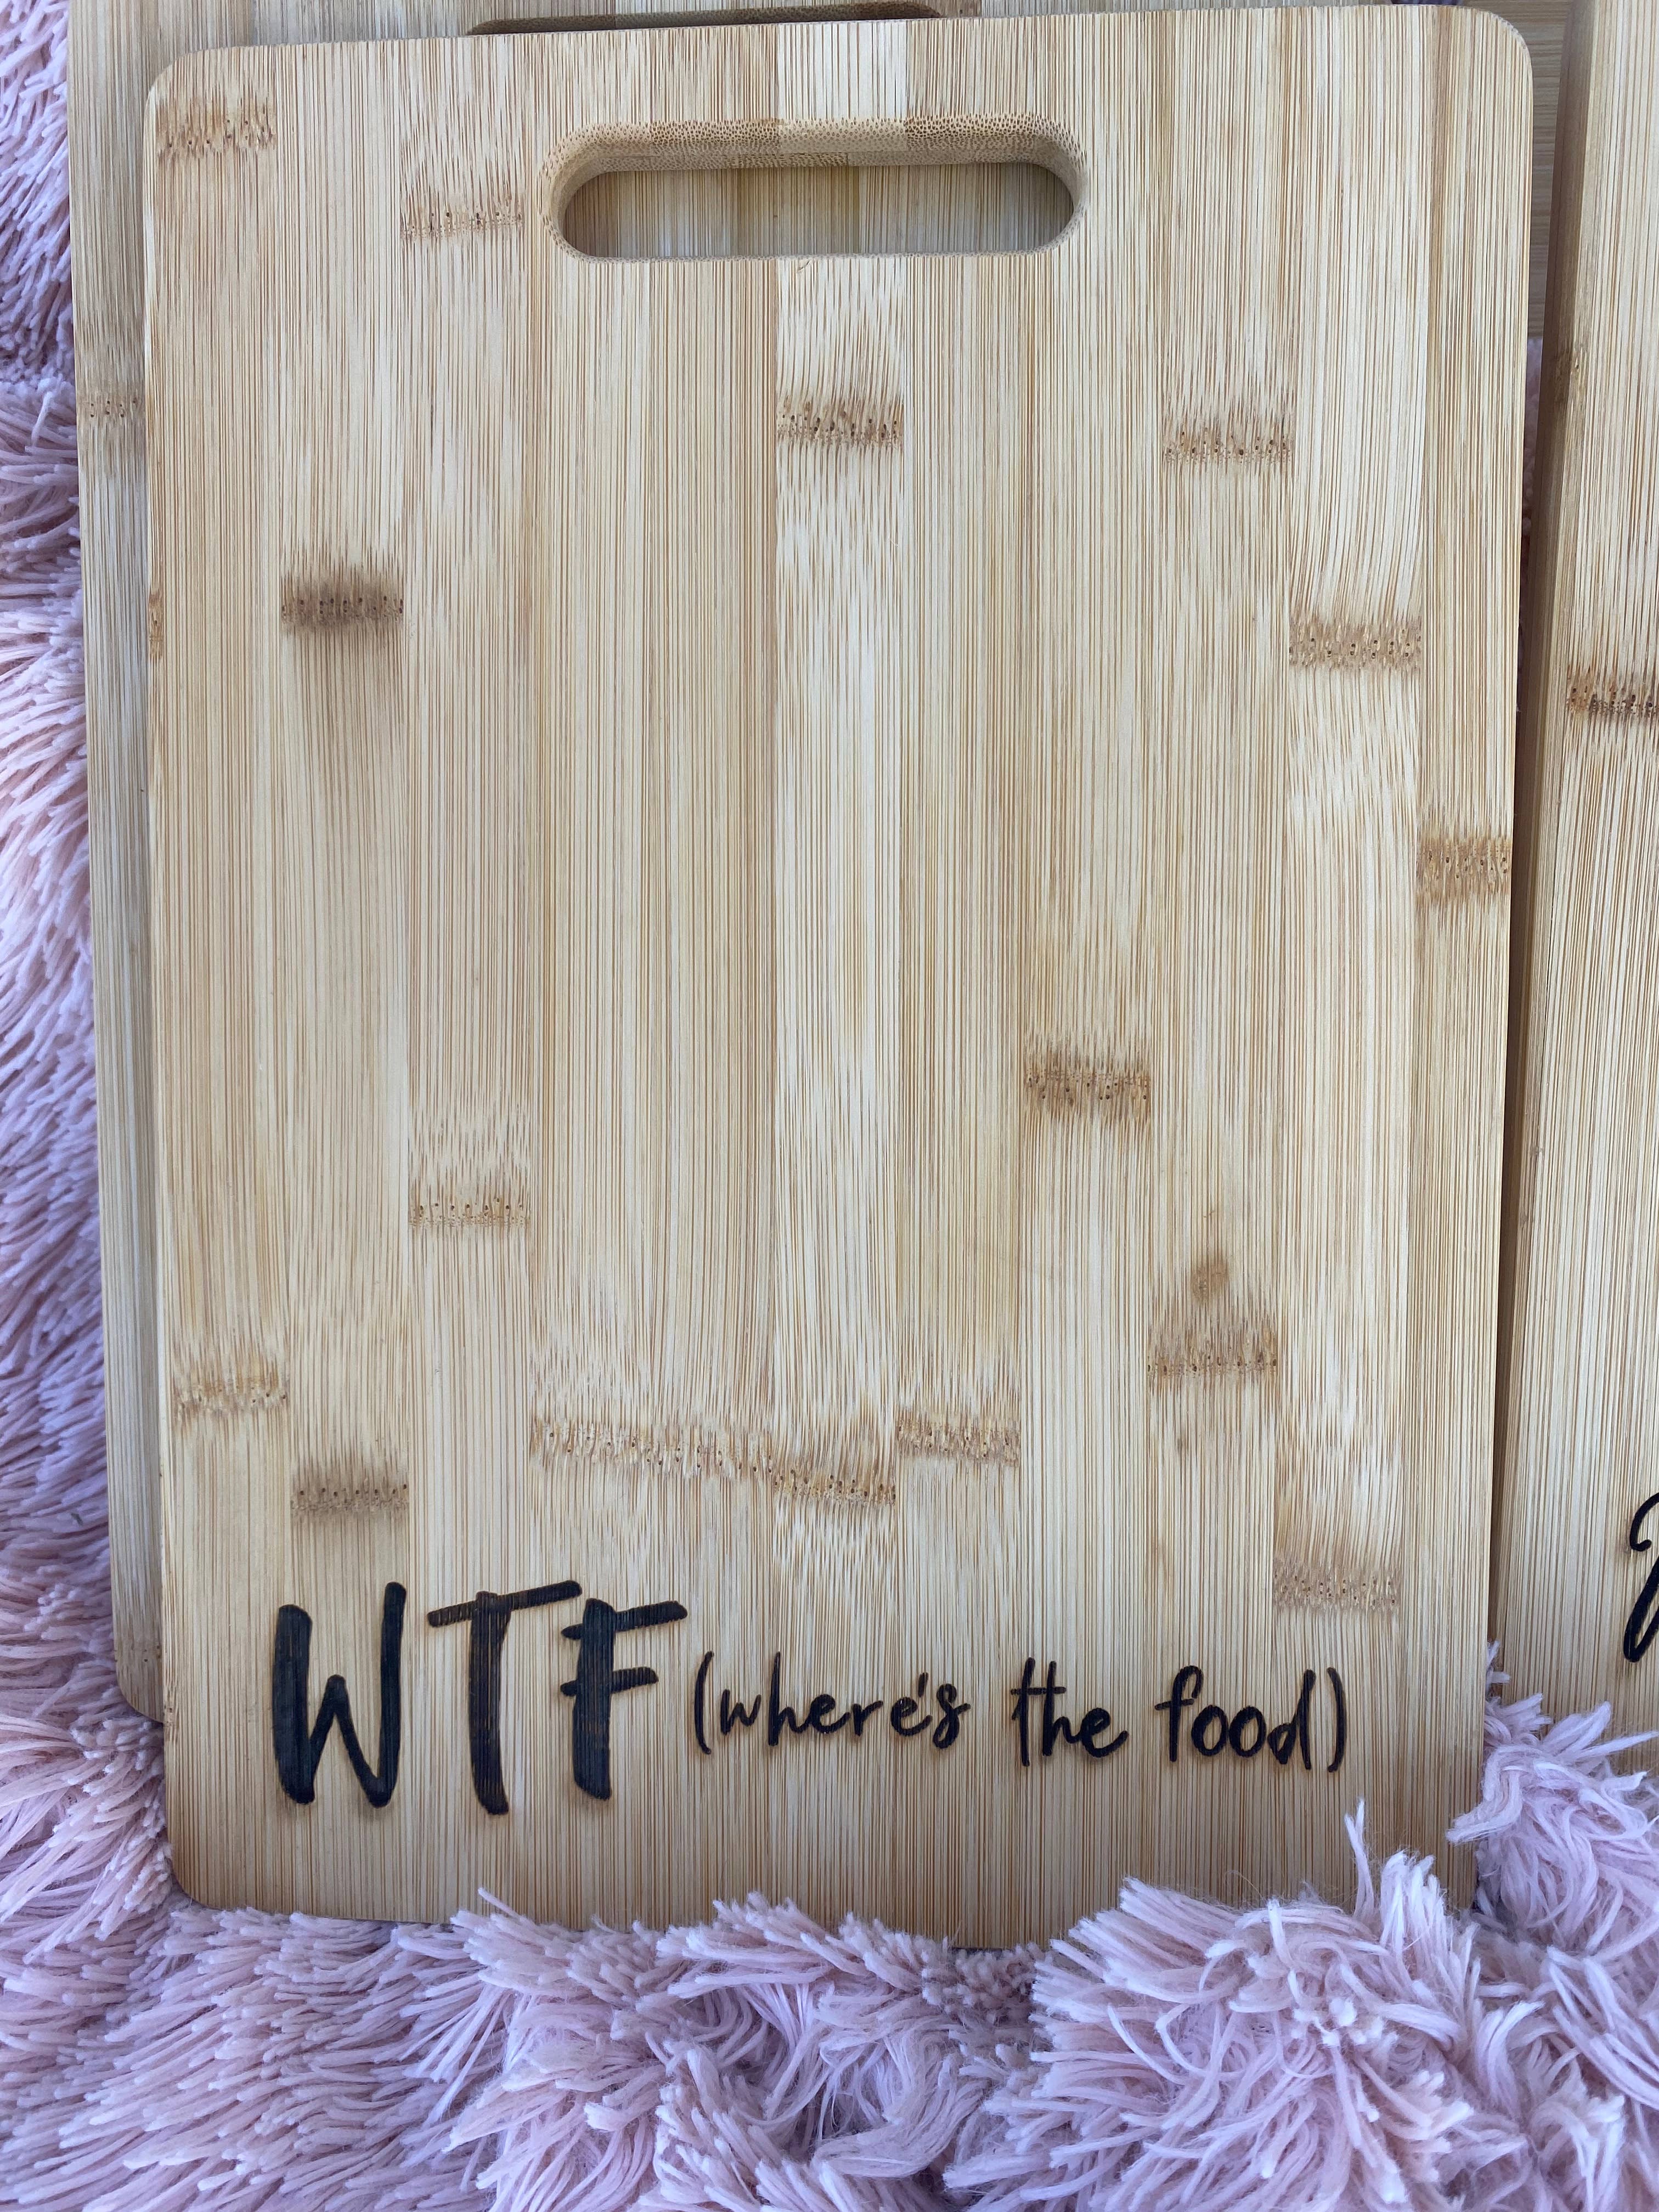 WTF (where's the food)